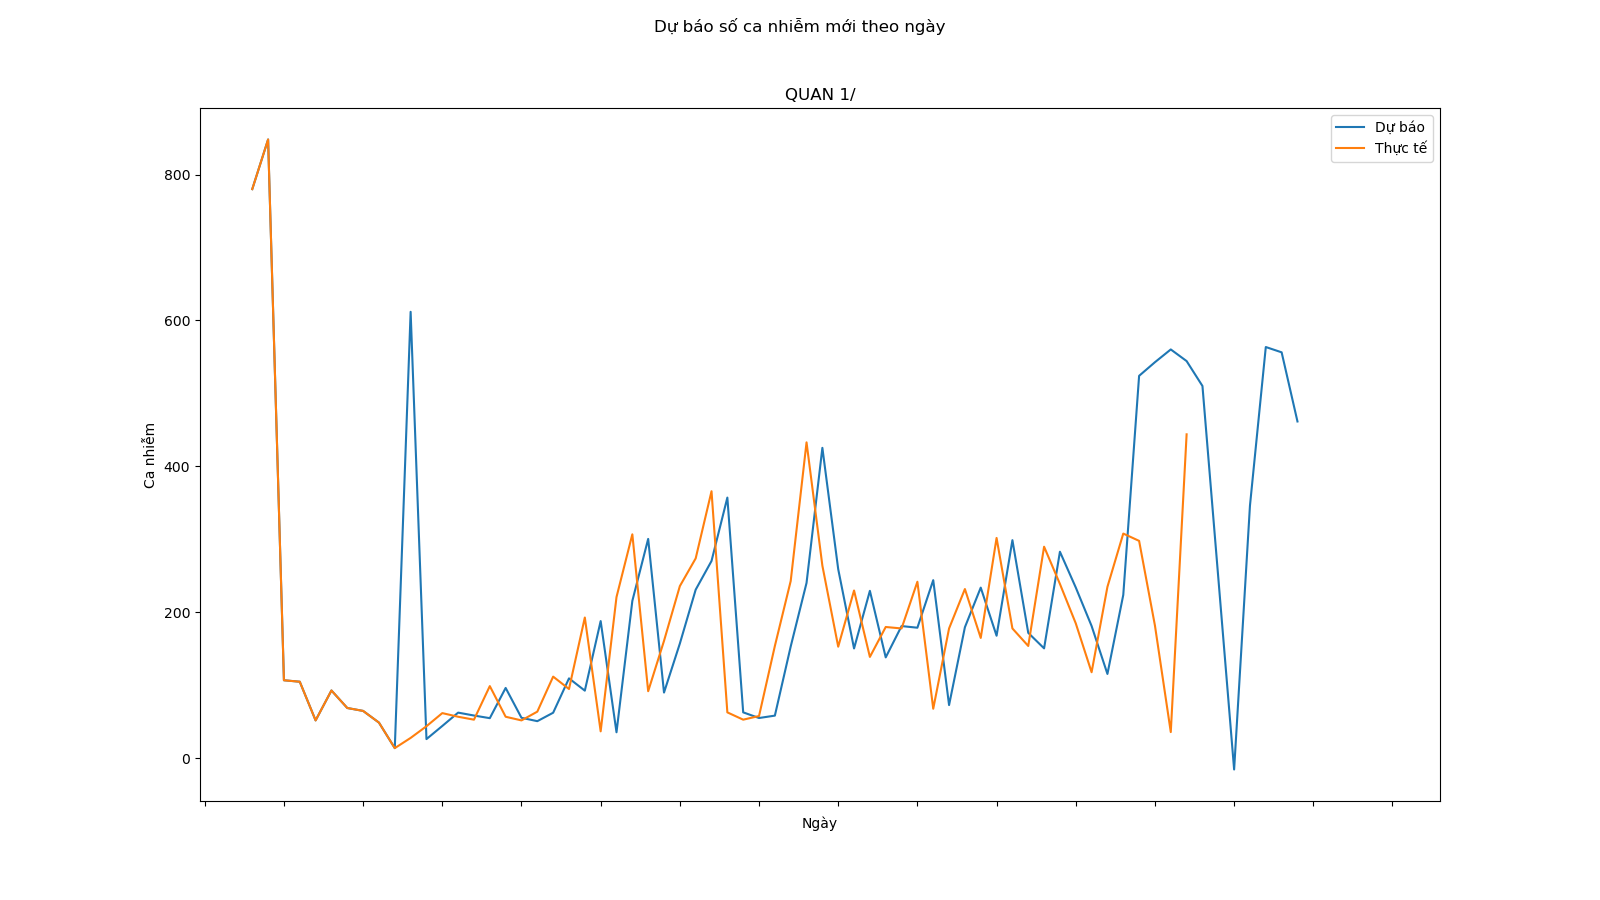 Dự báo số ca nhiễm mới theo ngày
QUAN 1/
Dự báo
Thực tế
800
600
400
200
0
Ca nhiễm
Ngày